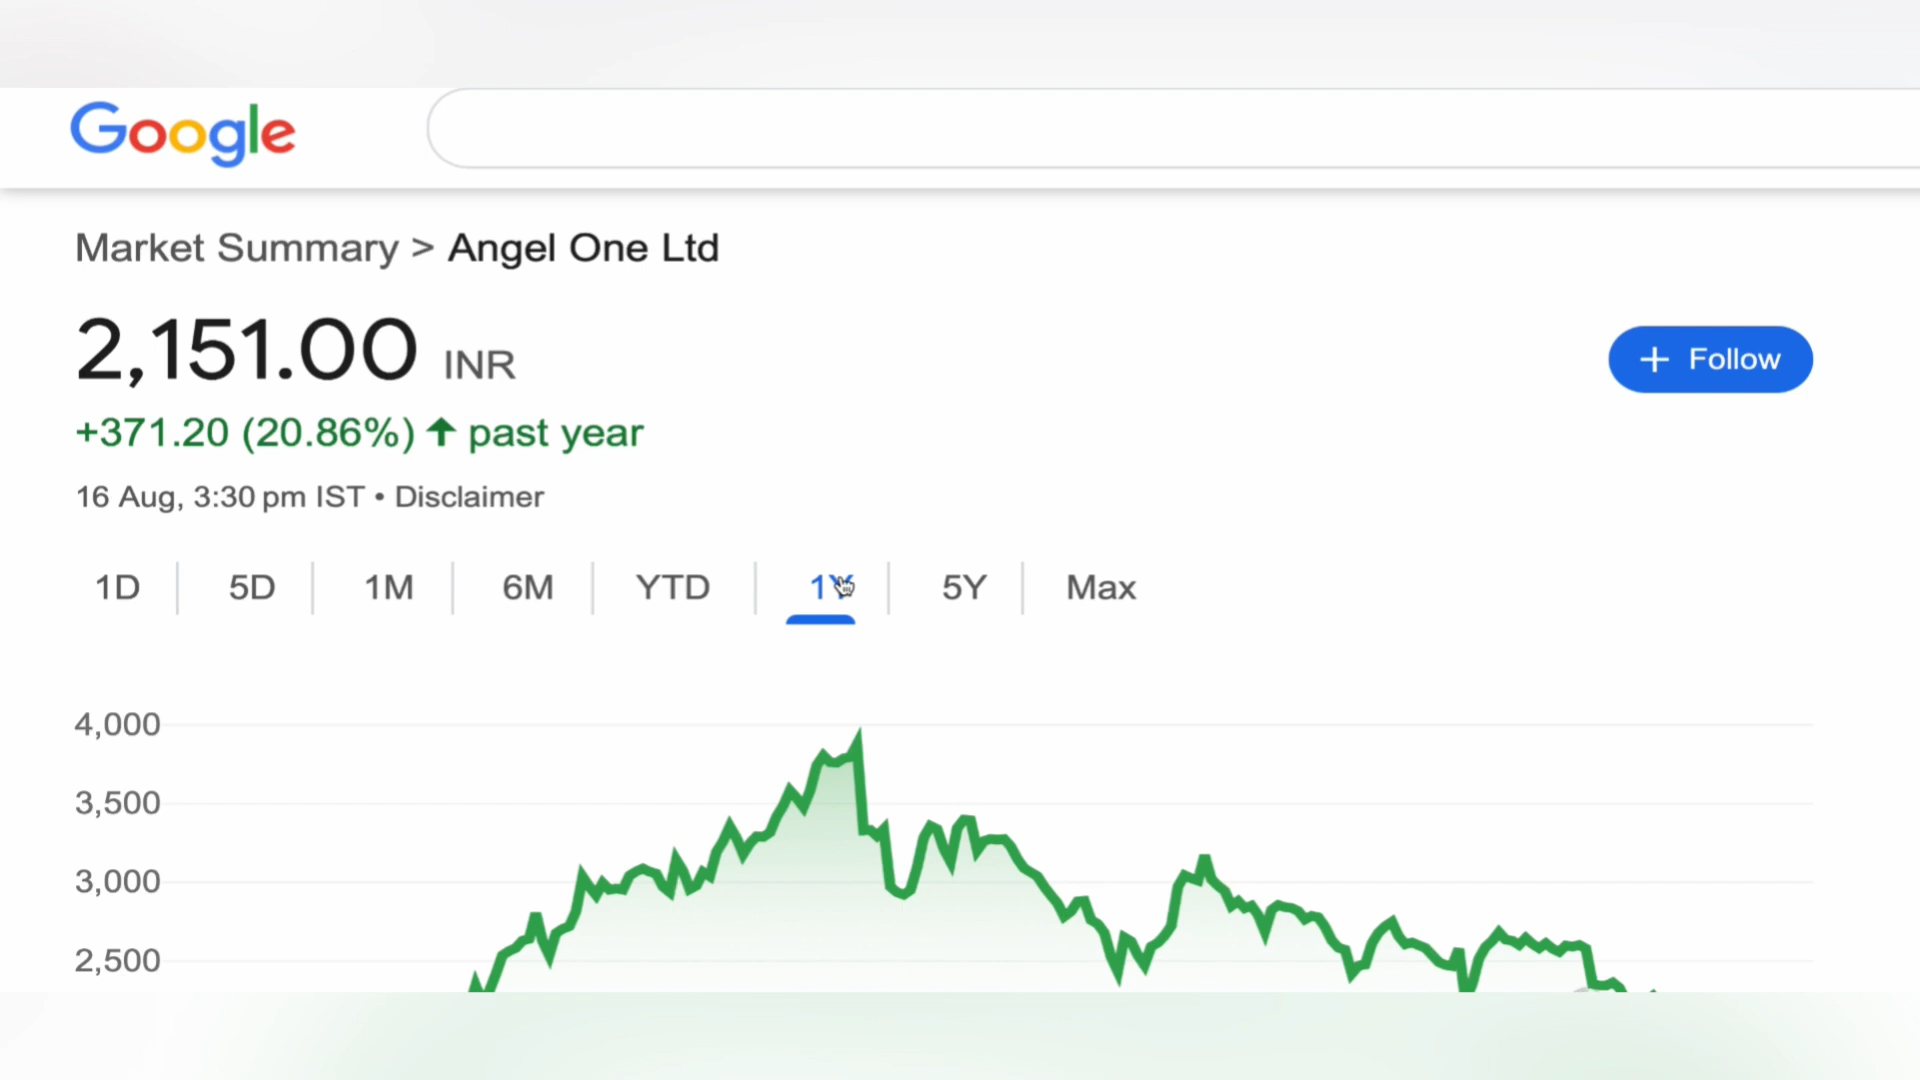 Google
Market Summary > Angel One Ltd
2,151.00 INR
+ Follow
+371.20 (20.86%) ↑ past year
16 Aug, 3:30 pm IST • Disclaimer
1D 5D 1M 6M YTD 1Y 5Y Max
4,000
3,500
3,000
2,500